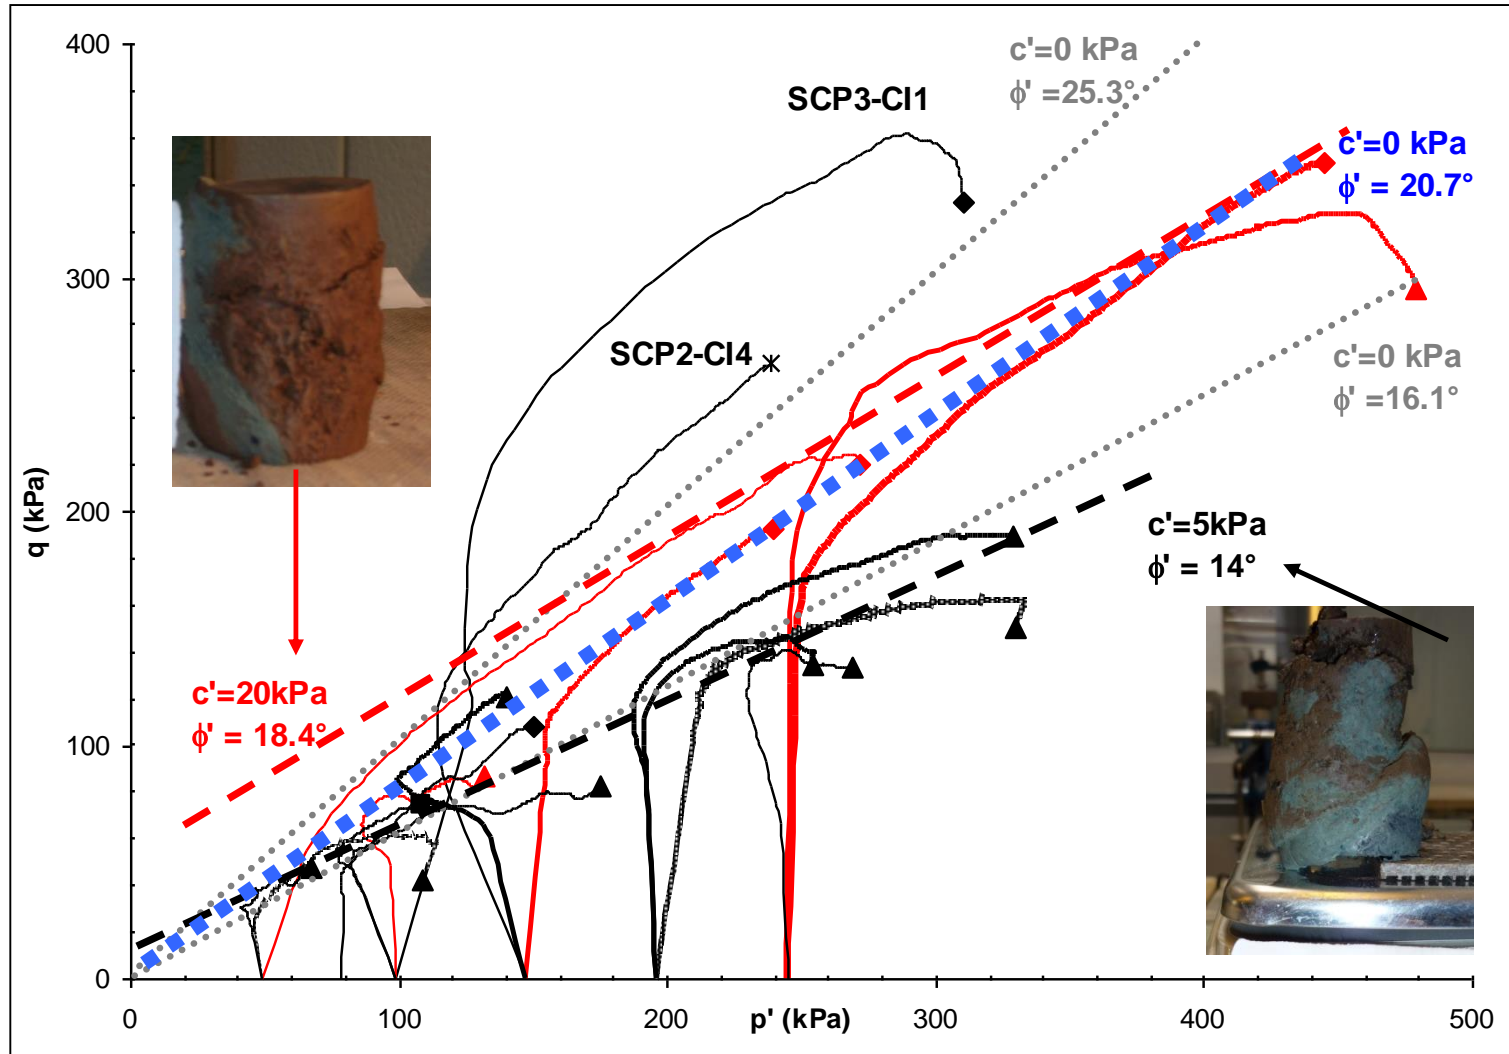 400
300
200
100
0
q (kPa)
0
100
200
300
400
500
p' (kPa)
SCP3-CI1
SCP2-CI4
c'=0 kPa
ϕ' =25.3°
c'=0 kPa
ϕ' = 20.7°
c'=0 kPa
ϕ' =16.1°
c'=5kPa
ϕ' = 14°
c'=20kPa
ϕ' = 18.4°